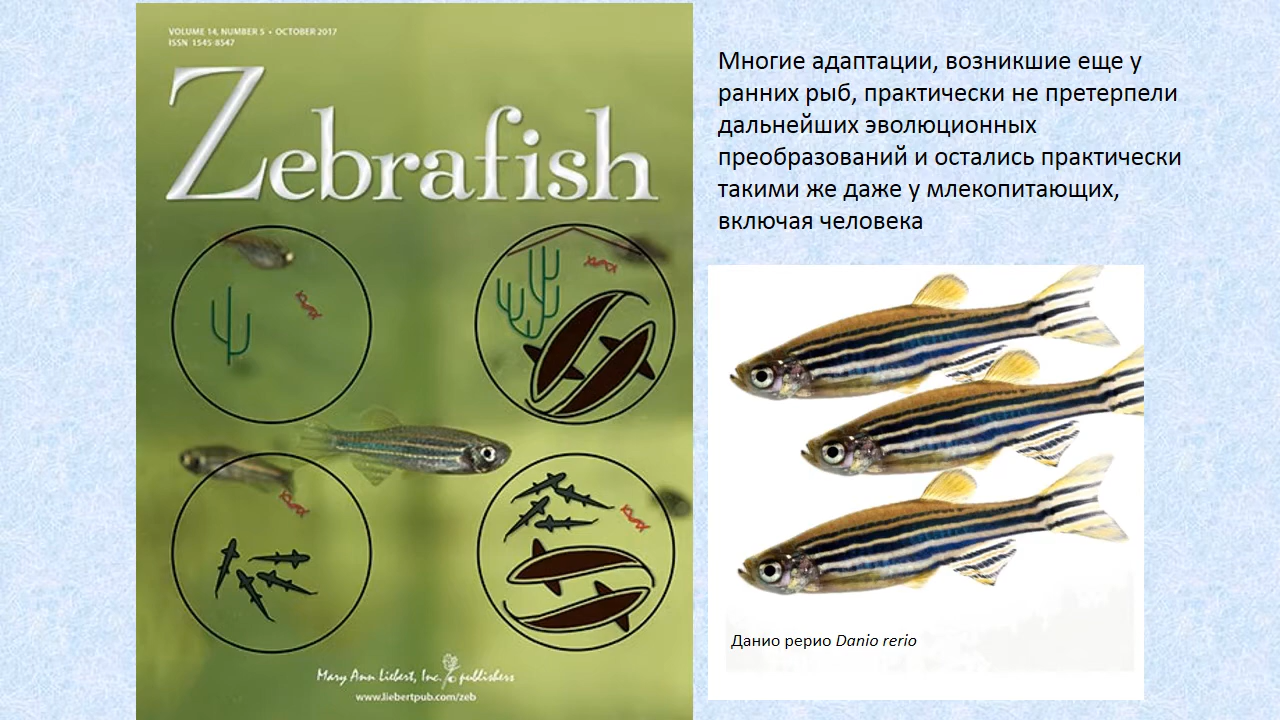 VOLUME 14, NUMBER 5 • OCTOBER 2017
ISSN 1545-8547
Zebrafish
Mary Ann Liebert, Inc. publishers
www.liebertpub.com/zeb
Многие адаптации, возникшие еще у
ранних рыб, практически не претерпели
дальнейших эволюционных
преобразований и остались практически
такими же даже у млекопитающих,
включая человека
Данио рерио Danio rerio